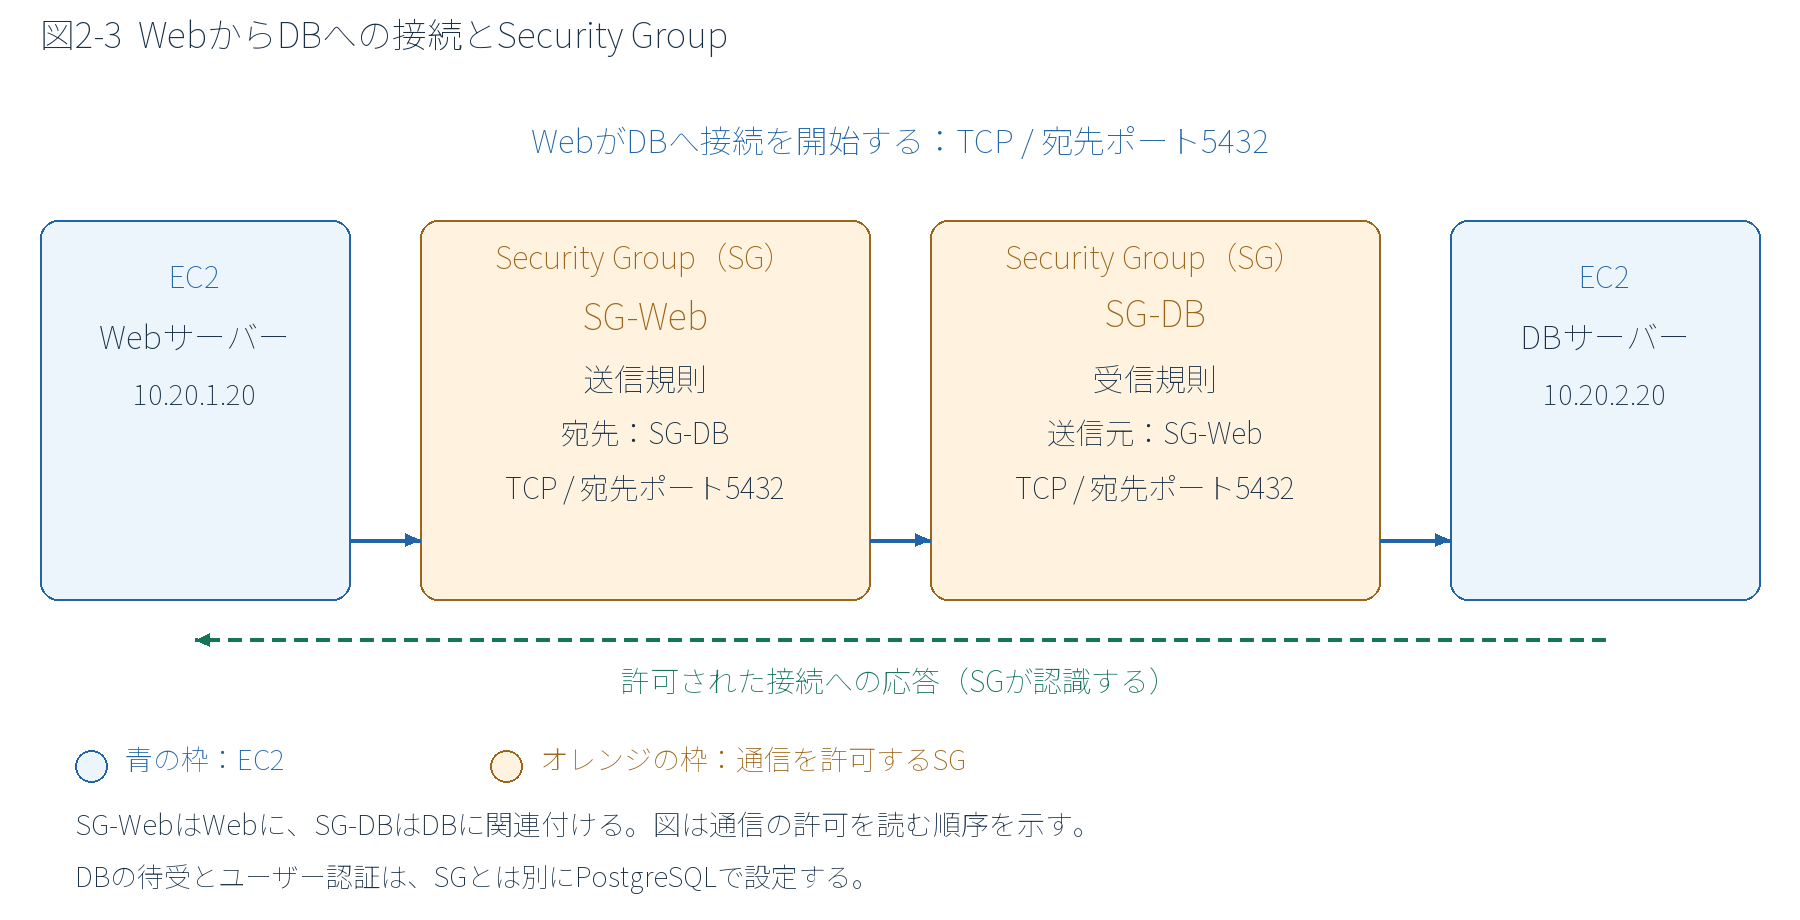 図2-3 WebからDBへの接続とSecurity Group
WebがDBへ接続を開始する：TCP / 宛先ポート5432
EC2
Webサーバー
10.20.1.20
Security Group（SG）
SG-Web
送信規則
宛先：SG-DB
TCP / 宛先ポート5432
Security Group（SG）
SG-DB
受信規則
送信元：SG-Web
TCP / 宛先ポート5432
EC2
DBサーバー
10.20.2.20
許可された接続への応答（SGが認識する）
青の枠：EC2
オレンジの枠：通信を許可するSG
SG-WebはWebに、SG-DBはDBに関連付ける。図は通信の許可を読む順序を示す。
DBの待受とユーザー認証は、SGとは別にPostgreSQLで設定する。